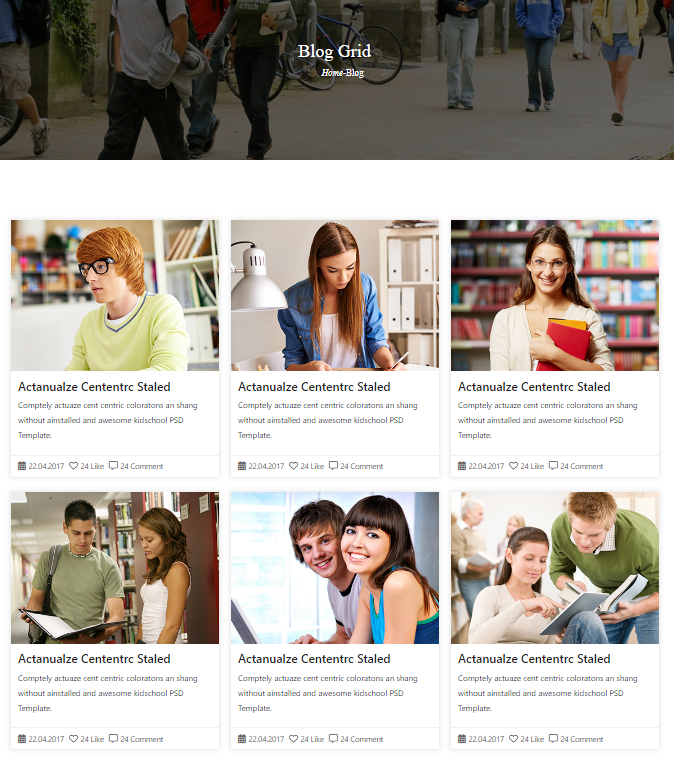 Blog Grid
Home-Blog
Actanualze Cententrc Staled
Comptely actuaze cent centric coloratons an shang
without ainstalled and awesome kidschool PSD
Template.
22.04.2017 24 Like 24 Comment
Actanualze Cententrc Staled
Comptely actuaze cent centric coloratons an shang
without ainstalled and awesome kidschool PSD
Template.
22.04.2017 24 Like 24 Comment
Actanualze Cententrc Staled
Comptely actuaze cent centric coloratons an shang
without ainstalled and awesome kidschool PSD
Template.
22.04.2017 24 Like 24 Comment
Actanualze Cententrc Staled
Comptely actuaze cent centric coloratons an shang
without ainstalled and awesome kidschool PSD
Template.
22.04.2017 24 Like 24 Comment
Actanualze Cententrc Staled
Comptely actuaze cent centric coloratons an shang
without ainstalled and awesome kidschool PSD
Template.
22.04.2017 24 Like 24 Comment
Actanualze Cententrc Staled
Comptely actuaze cent centric coloratons an shang
without ainstalled and awesome kidschool PSD
Template.
22.04.2017 24 Like 24 Comment